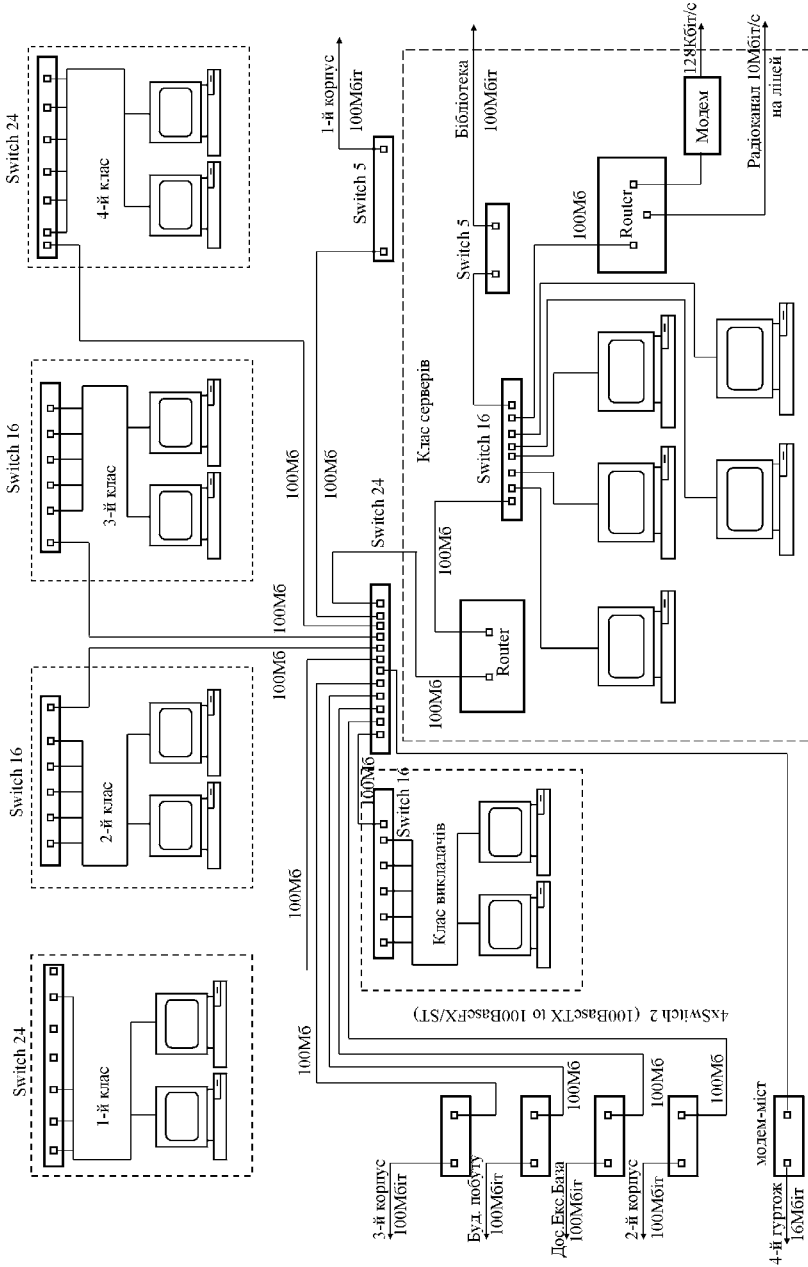 Switch 24
1-й клас
Switch 16
2-й клас
Switch 16
3-й клас
Switch 24
4-й клас
100Мб
100Мб
100Мб
100Мб
100Мб
100Мб
1-й корпус
100Мбіт
Switch 5
Switch 24
100Мб
Switch 16
Клас викладачів
4xSwitch 2 (100BaseTX to 100BaseFX/ST)
3-й корпус
100Мбіт
Буд. побуту
100Мбіт
100Мб
Дос.Екс.База
100Мбіт
100Мб
2-й корпус
100Мбіт
100Мб
4-й гуртож
16Мбіт
модем-міст
Клас серверів
100Мб
100Мб
Router
Switch 16
Switch 5
Бібліотека
100Мбіт
100Мб
Router
Модем
128Кбіт/с
Радіоканал 10Мбіт/с
на ліцей